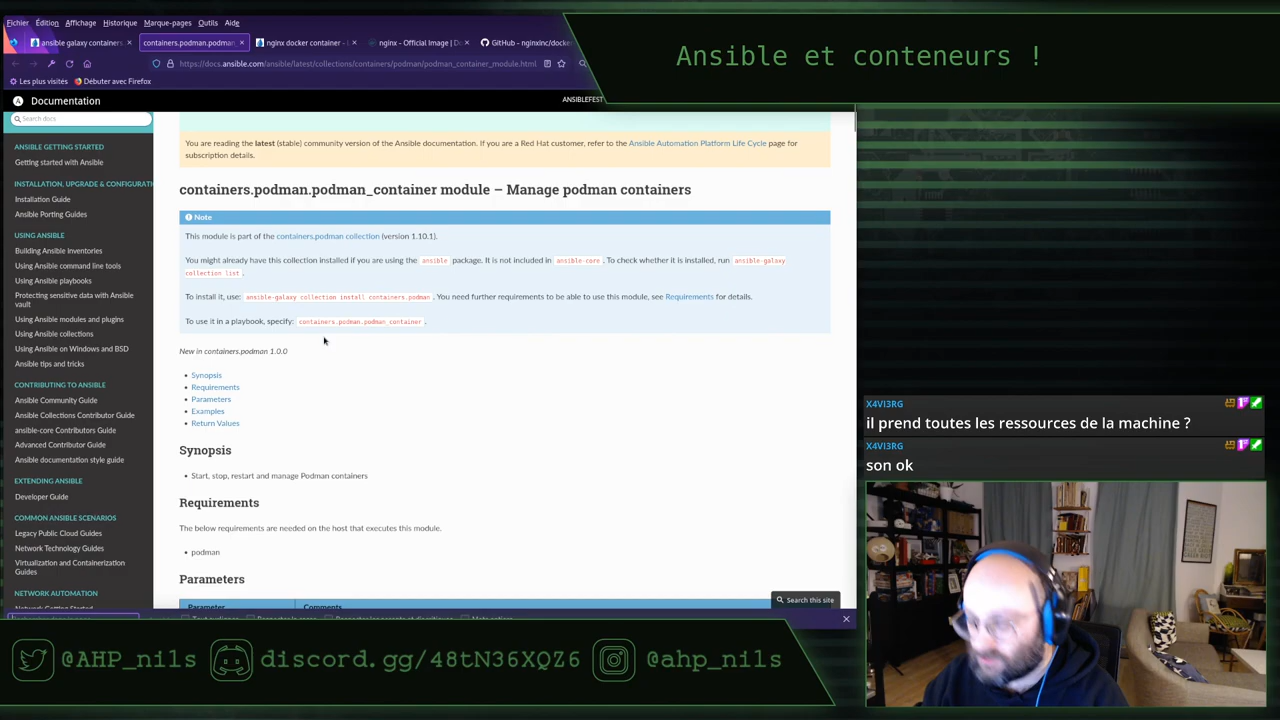 Fichier Édition Affichage Historique Marque-pages Outils Aide
ansible galaxy containers
containers.podman.podman_
nginx docker container – L
nginx - Official Image | Do
GitHub - nginxinc/docke
Ansible et conteneurs !
https://docs.ansible.com/ansible/latest/collections/containers/podman/podman_container_module.html
Les plus visités
Débuter avec Firefox
Documentation
ANSIBLEFEST
Search docs
ANSIBLE GETTING STARTED
Getting started with Ansible
INSTALLATION, UPGRADE & CONFIGURATI
Installation Guide
Ansible Porting Guides
USING ANSIBLE
Building Ansible inventories
Using Ansible command line tools
Using Ansible playbooks
Protecting sensitive data with Ansible
vault
Using Ansible modules and plugins
Using Ansible collections
Using Ansible on Windows and BSD
Ansible tips and tricks
CONTRIBUTING TO ANSIBLE
Ansible Community Guide
Ansible Collections Contributor Guide
ansible-core Contributors Guide
Advanced Contributor Guide
Ansible documentation style guide
EXTENDING ANSIBLE
Developer Guide
COMMON ANSIBLE SCENARIOS
Legacy Public Cloud Guides
Network Technology Guides
Virtualization and Containerization
Guides
NETWORK AUTOMATION
You are reading the latest (stable) community version of the Ansible documentation. If you are a Red Hat customer, refer to the Ansible Automation Platform Life Cycle page for
subscription details.
containers.podman.podman_container module – Manage podman containers
Note
This module is part of the containers.podman collection (version 1.10.1).
You might already have this collection installed if you are using the ansible package. It is not included in ansible-core. To check whether it is installed, run ansible-galaxy
collection list.
To install it, use: ansible-galaxy collection install containers.podman. You need further requirements to be able to use this module, see Requirements for details.
To use it in a playbook, specify: containers.podman.podman_container.
New in containers.podman 1.0.0
• Synopsis
• Requirements
• Parameters
• Examples
• Return Values
Synopsis
• Start, stop, restart and manage Podman containers
Requirements
The below requirements are needed on the host that executes this module.
• podman
Parameters
Parameter
Comments
Search this site
X4VI3RG
il prend toutes les ressources de la machine ?
X4VI3RG
son ok
@AHP_nils
discord.gg/48tN36XQZ6
@ahp_nils